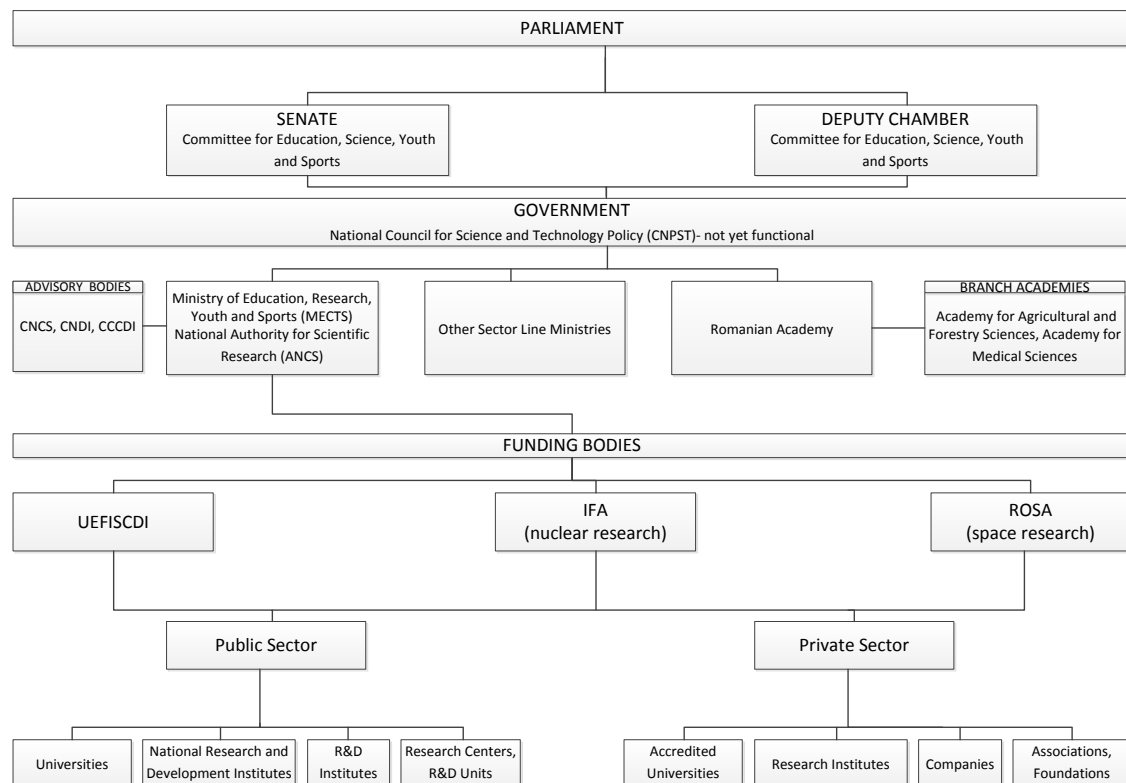 PARLIAMENT
SENATE
Committee for Education, Science, Youth
and Sports
DEPUTY CHAMBER
Committee for Education, Science, Youth
and Sports
GOVERNMENT
National Council for Science and Technology Policy (CNPST)- not yet functional
ADVISORY BODIES
CNCS, CNDI, CCCDI
Ministry of Education, Research,
Youth and Sports (MECTS)
National Authority for Scientific
Research (ANCS)
Other Sector Line Ministries
Romanian Academy
BRANCH ACADEMIES
Academy for Agricultural and
Forestry Sciences, Academy for
Medical Sciences
FUNDING BODIES
UEFISCDI
IFA
(nuclear research)
ROSA
(space research)
Public Sector
Private Sector
Universities
National Research and
Development Institutes
R&D
Institutes
Research Centers,
R&D Units
Accredited
Universities
Research Institutes
Companies
Associations,
Foundations